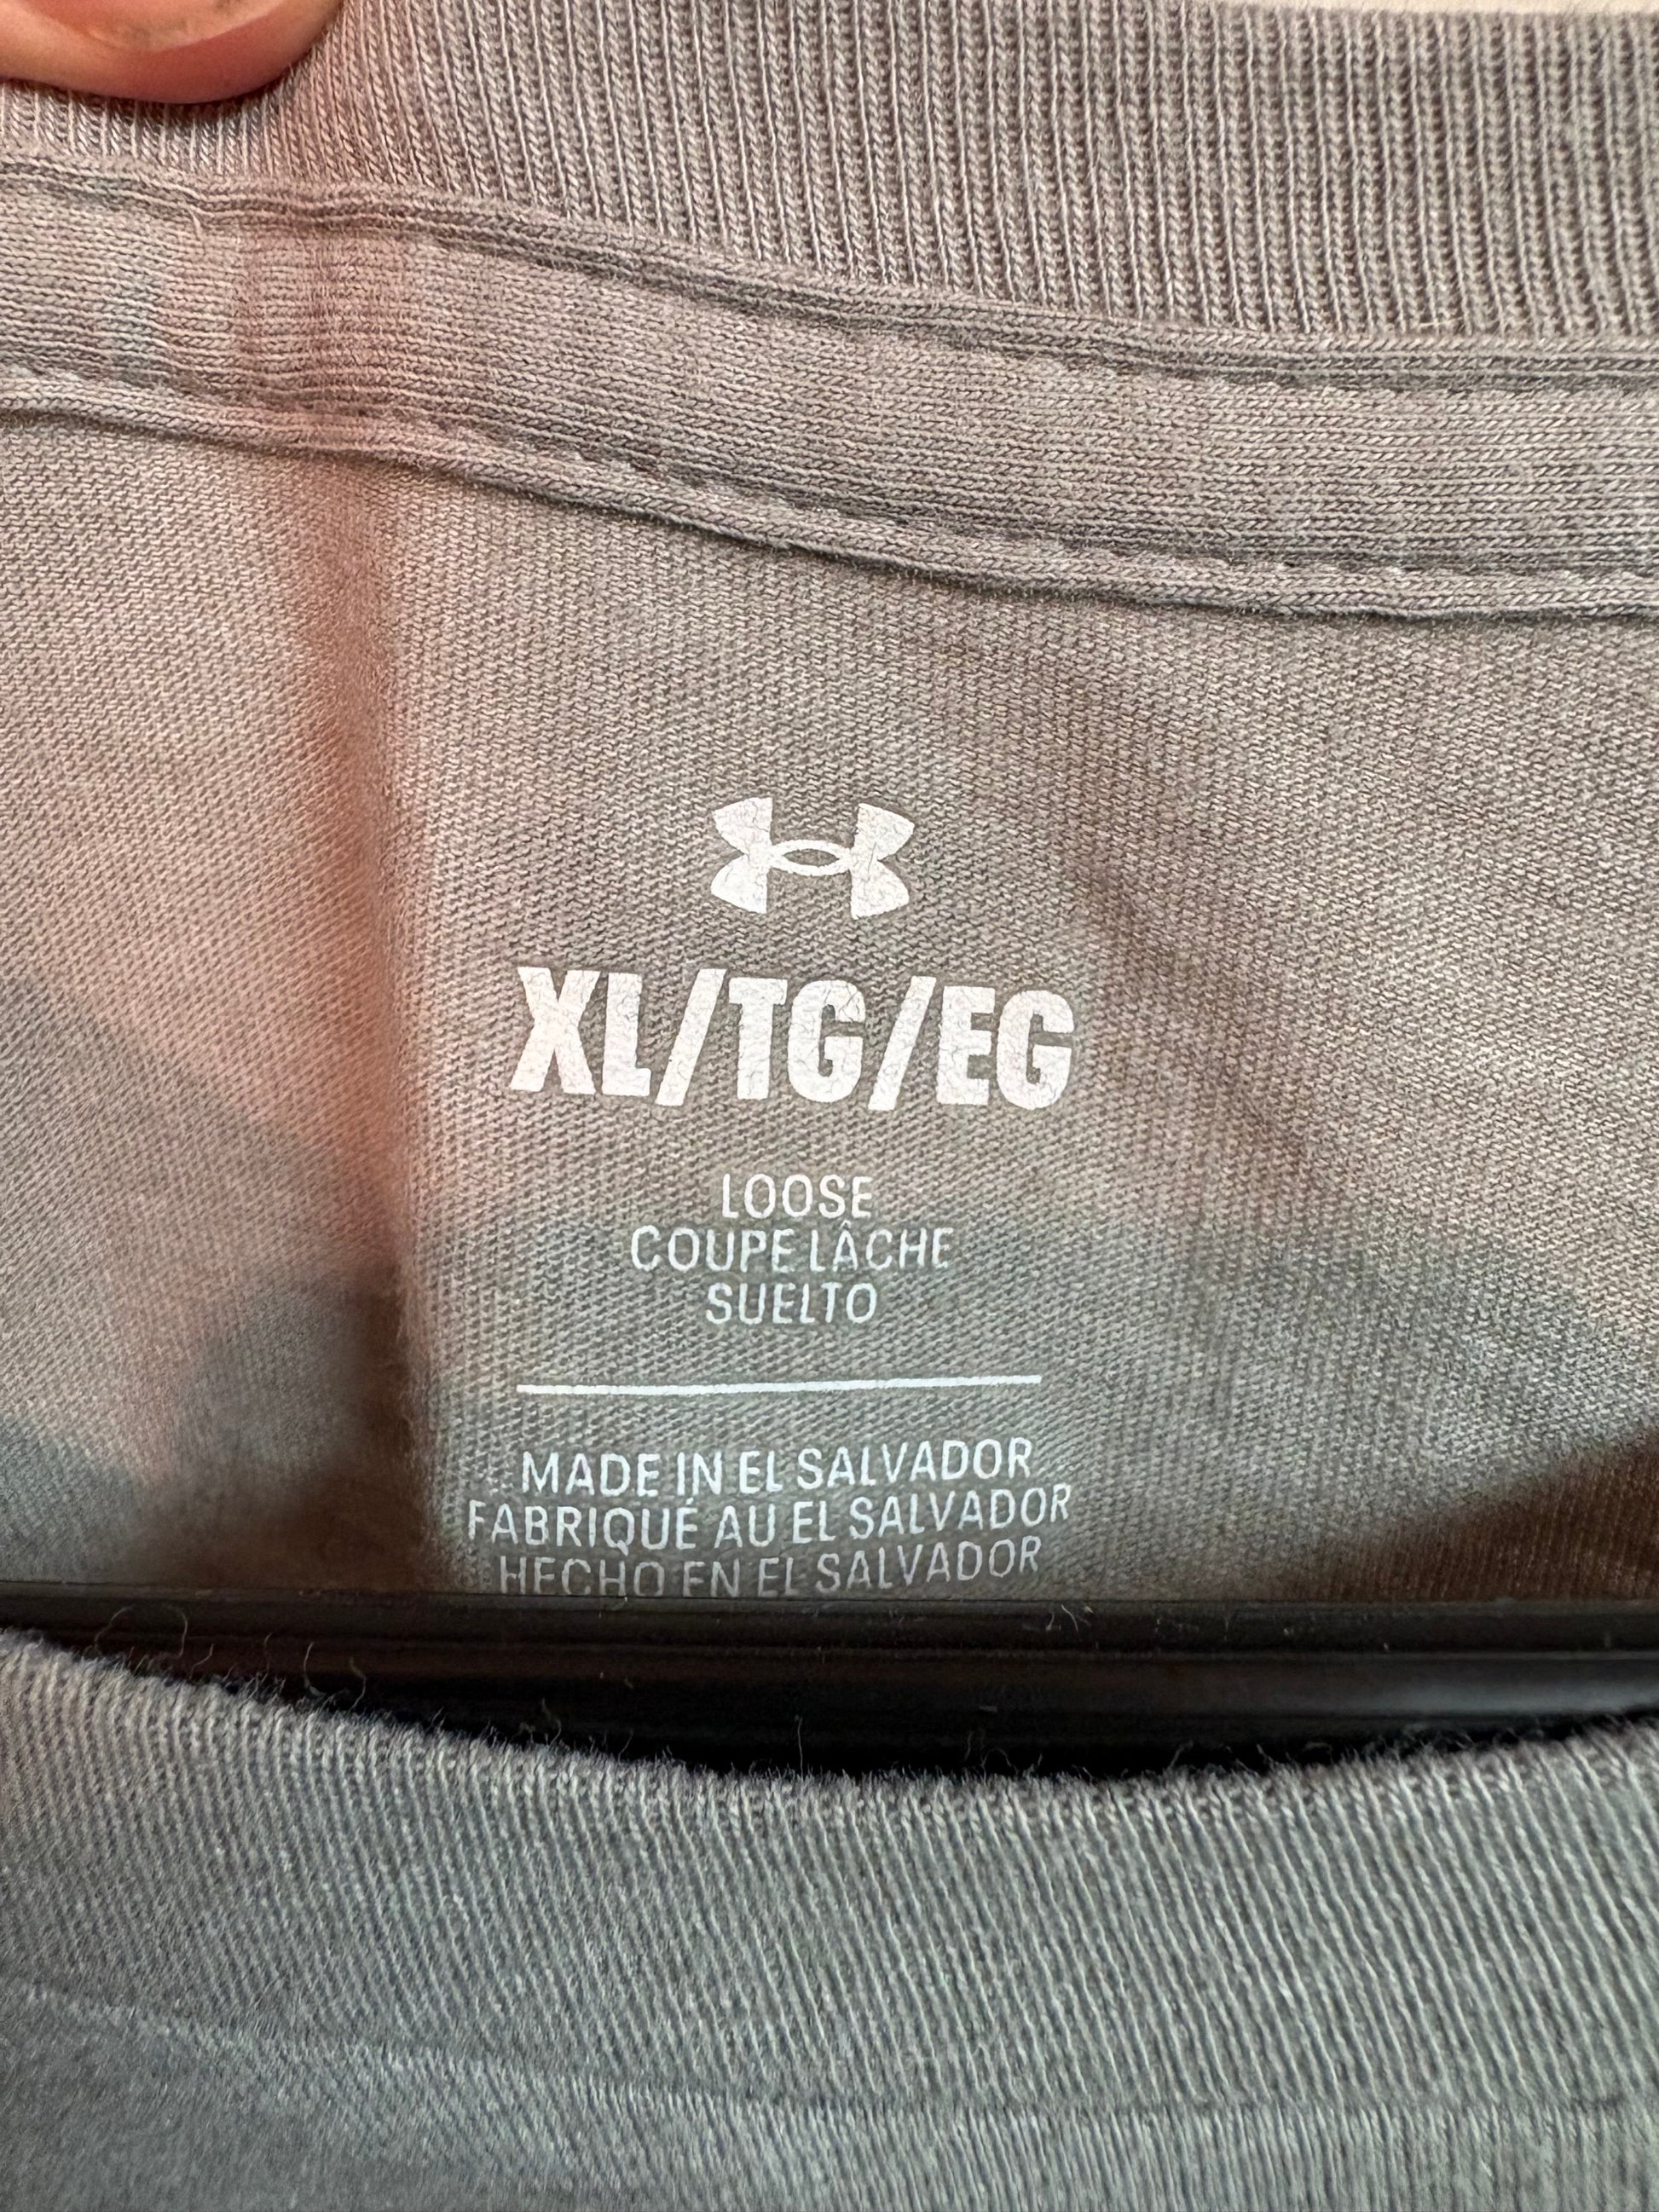 XL/TG/EG
LOOSE
COUPE LÂCHE
SUELTO
MADE IN EL SALVADOR
FABRIQUÉ AU EL SALVADOR
HECHO EN EL SALVADOR